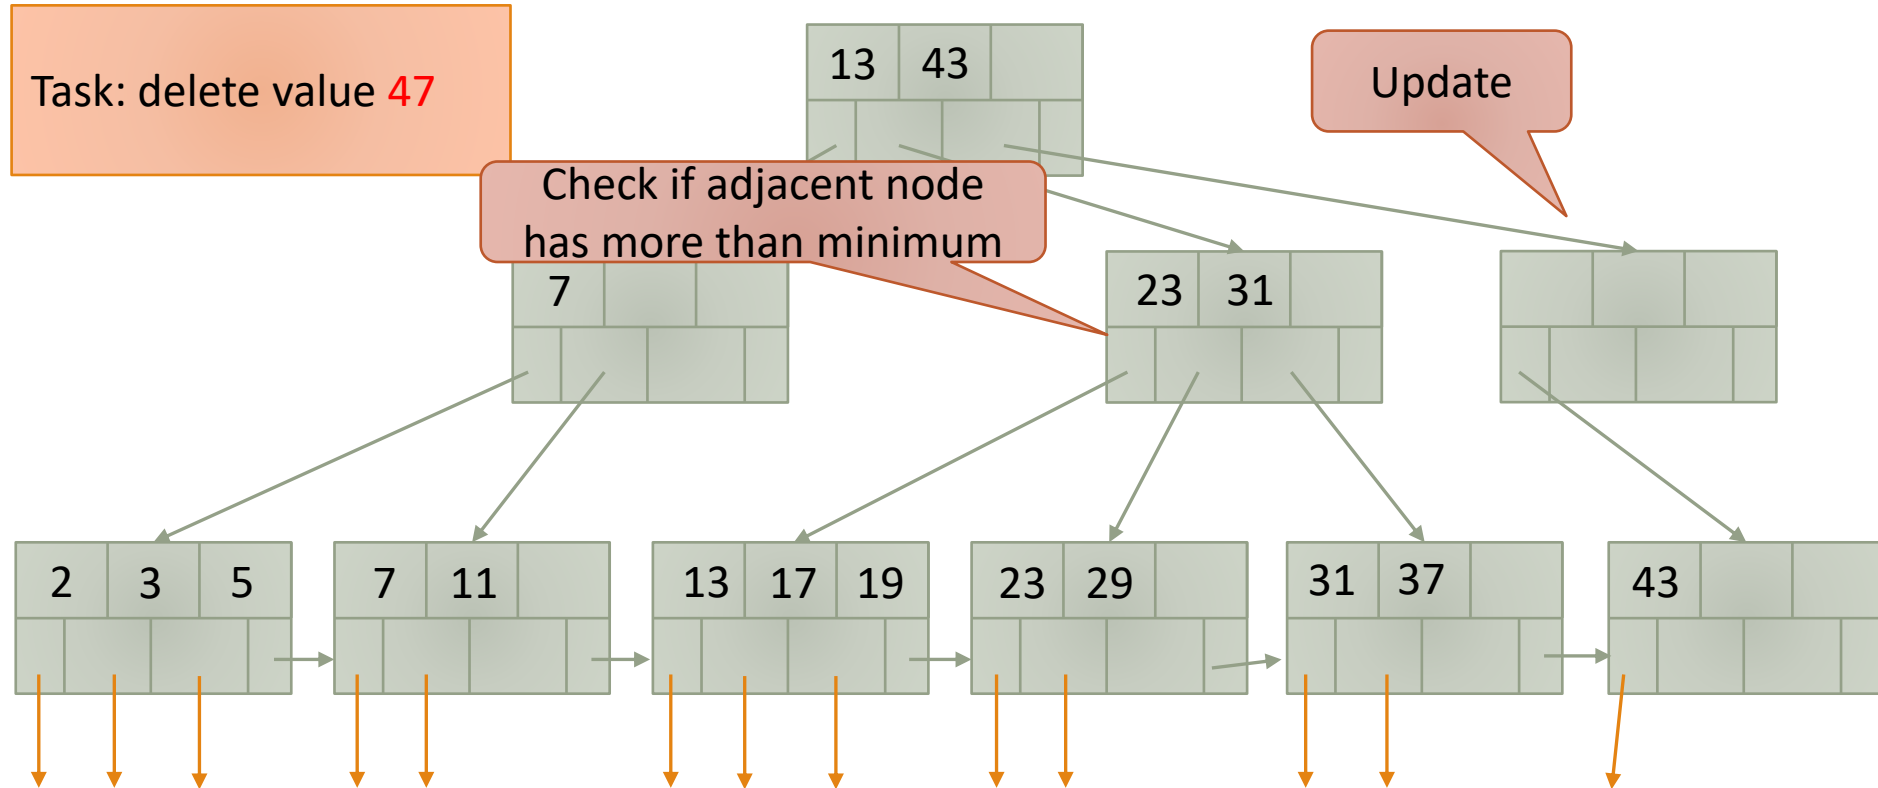 Task: delete value 47
13 43
Update
Check if adjacent node
has more than minimum
7
23 31
2 3 5
7 11
13 17 19
23 29
31 37
43